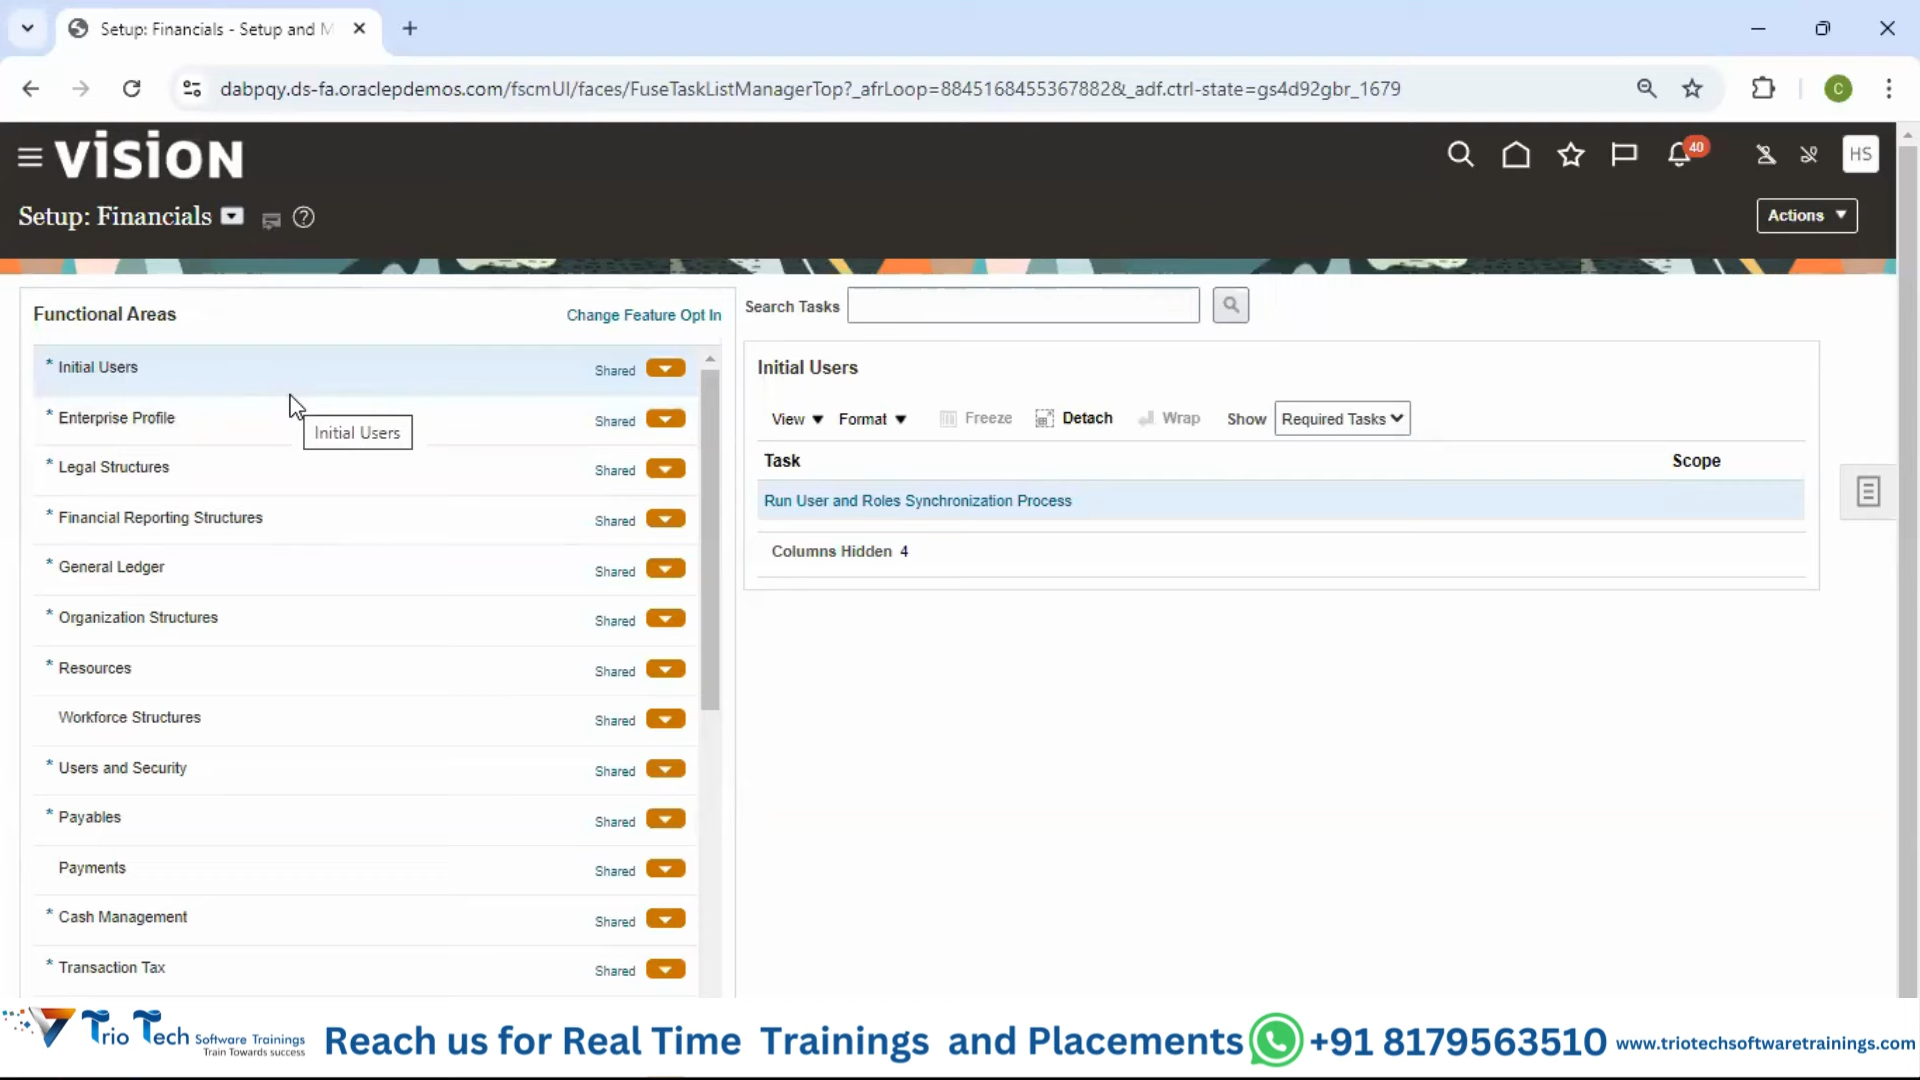 Setup: Financials - Setup and M
dabpqy.ds-fa.oraclepdemos.com/fscmUI/faces/FuseTaskListManagerTop?_afrLoop=8845168455367882&_adf.ctrl-state=gs4d92gbr_1679
C
VISION
40
HS
Setup: Financials
Actions
Functional Areas
Change Feature Opt In
Search Tasks
* Initial Users Shared
* Enterprise Profile Shared
Initial Users
* Legal Structures Shared
* Financial Reporting Structures Shared
* General Ledger Shared
* Organization Structures Shared
* Resources Shared
Workforce Structures Shared
* Users and Security Shared
* Payables Shared
Payments Shared
* Cash Management Shared
* Transaction Tax Shared
Initial Users
View Format Freeze Detach Wrap Show Required Tasks
Task Scope
Run User and Roles Synchronization Process
Columns Hidden 4
Trio Tech Software Trainings
Train Towards success
Reach us for Real Time Trainings and Placements +91 8179563510 www.triotechsoftwaretrainings.com